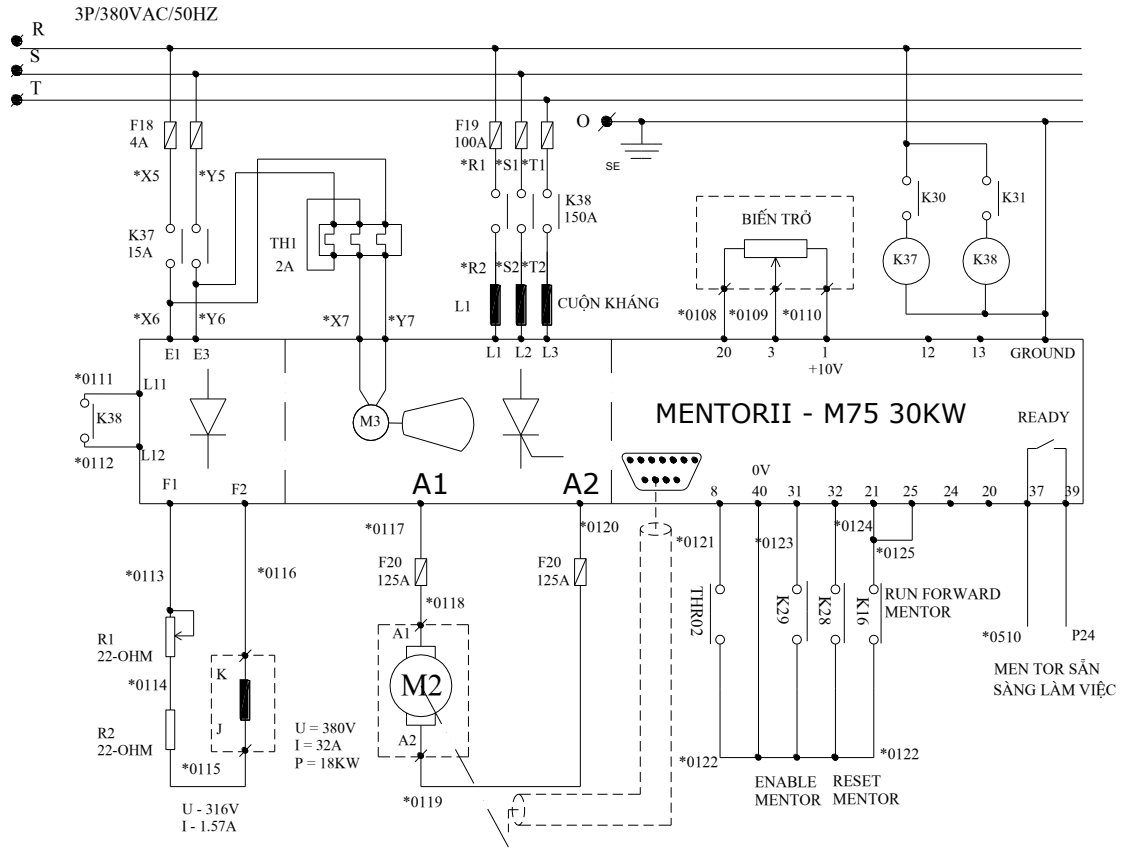 3P/380VAC/50HZ
R
S
T
F18
4A
F19
100A
O
SE
*X5
*Y5
*R1
*S1
*T1
K37
15A
TH1
2A
K38
150A
BIẾN TRỞ
K30
K31
K37
K38
*R2
*S2
*T2
L1
CUỘN KHÁNG
*X6
*Y6
*X7
*Y7
*0108
*0109
*0110
E1
E3
L1
L2
L3
20
3
1
12
13
GROUND
+10V
*0111
L11
K38
M3
MENTORII - M75 30KW
READY
*0112
L12
F1
F2
A1
A2
0V
8
40
31
32
21
25
24
20
37
39
*0117
*0120
*0121
*0123
*0124
*0125
*0113
*0116
F20
125A
F20
125A
*0118
THR02
K29
K28
K16
RUN FORWARD
MENTOR
R1
22-OHM
A1
*0510
P24
*0114
K
M2
MEN TOR SẴN
SÀNG LÀM VIỆC
R2
22-OHM
J
U = 380V
I = 32A
P = 18KW
A2
*0115
*0122
*0122
*0119
ENABLE
MENTOR
RESET
MENTOR
U - 316V
I - 1.57A